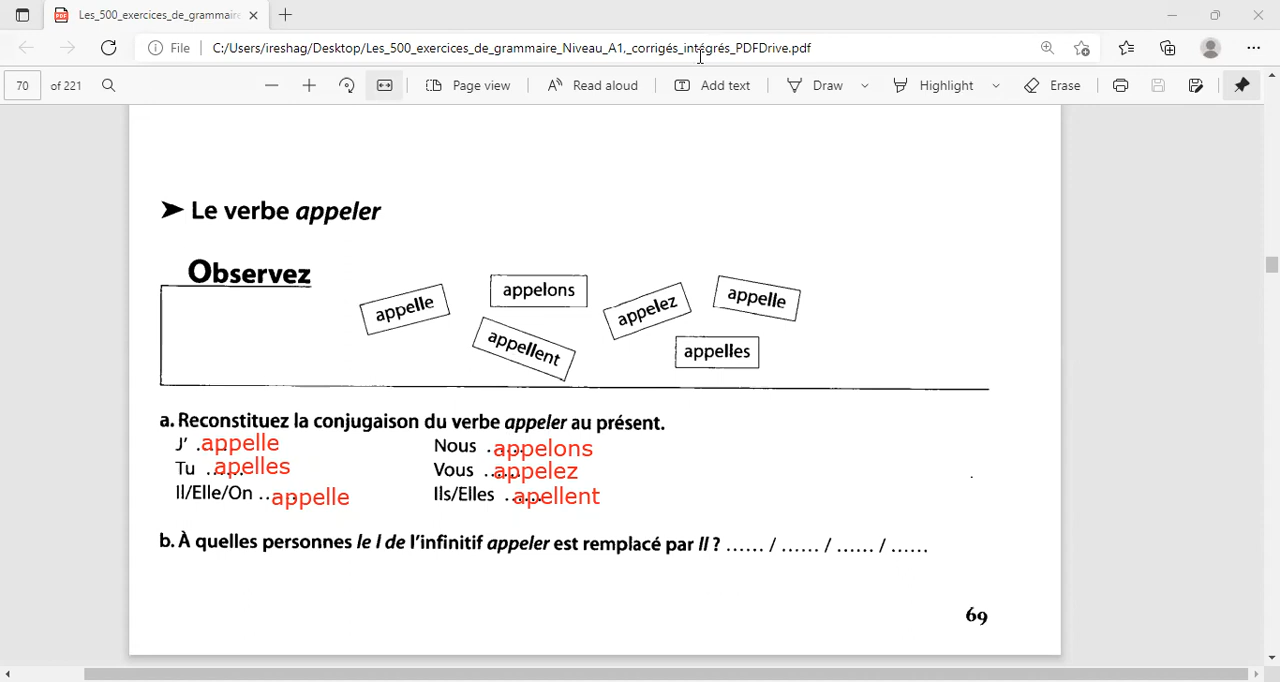 Les_500_exercices_de_grammaire
File C:/Users/ireshag/Desktop/Les_500_exercices_de_grammaire_Niveau_A1,_corrigés_intégrés_PDFDrive.pdf
70 of 221 Page view Read aloud Add text Draw Highlight Erase
Le verbe appeler
Observez
appelle appelons appelez appelle
appellent appelles
a. Reconstituez la conjugaison du verbe appeler au présent.
J' ..appelle Nous ..appelons
Tu ..apelles Vous ..appelez
Il/Elle/On ..appelle Ils/Elles ..apellent
b. À quelles personnes le l de l'infinitif appeler est remplacé par ll ? ...... / ...... / ...... / ......
69